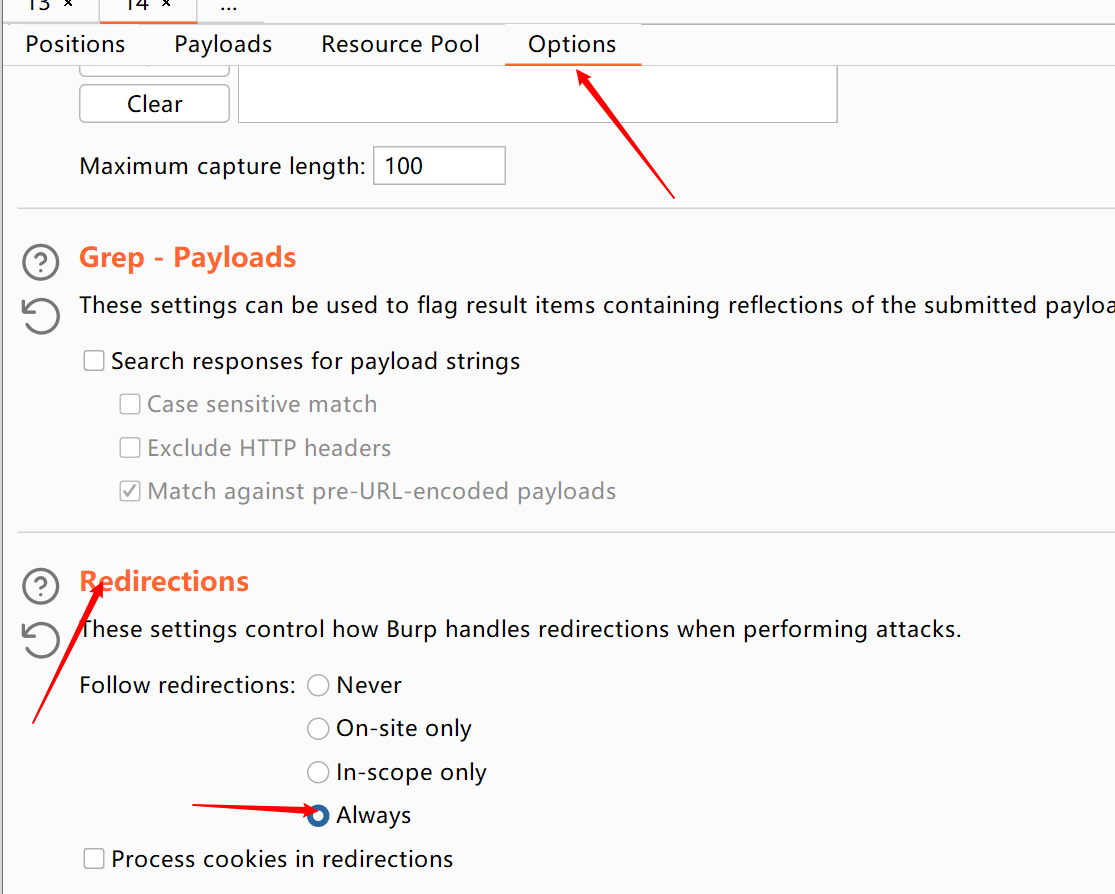 13 × 14 × ...
Positions Payloads Resource Pool Options
Clear
Maximum capture length: 100
Grep - Payloads
These settings can be used to flag result items containing reflections of the submitted
Search responses for payload strings
Case sensitive match
Exclude HTTP headers
Match against pre-URL-encoded payloads
Redirections
These settings control how Burp handles redirections when performing attacks.
Follow redirections: Never
On-site only
In-scope only
Always
Process cookies in redirections